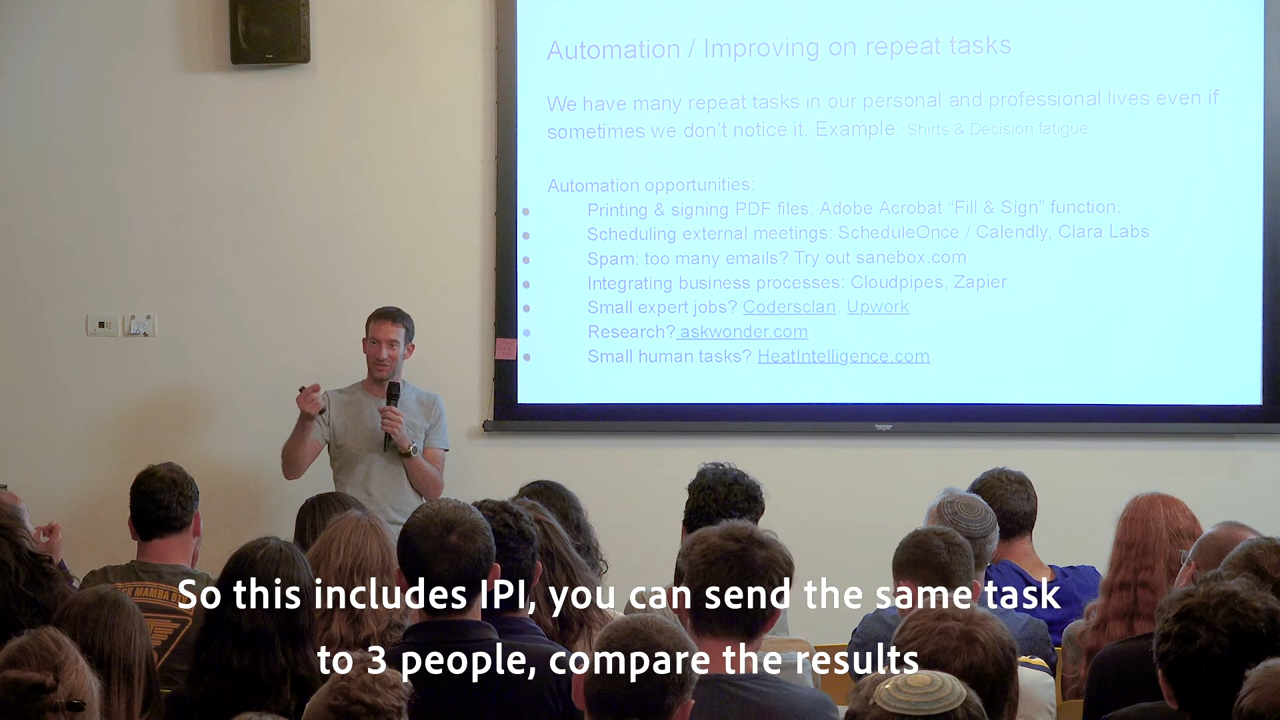 Automation / Improving on repeat tasks
We have many repeat tasks in our personal and professional lives even if
sometimes we don't notice it. Example: Shirts & Decision fatigue
Automation opportunities:
• Printing & signing PDF files: Adobe Acrobat “Fill & Sign” function.
• Scheduling external meetings: ScheduleOnce / Calendly, Clara Labs
• Spam: too many emails? Try out sanebox.com
• Integrating business processes: Cloudpipes, Zapier
• Small expert jobs? Codersclan Upwork
• Research? askwonder.com
• Small human tasks? HeatIntelligence.com
So this includes IPI, you can send the same task
to 3 people, compare the results